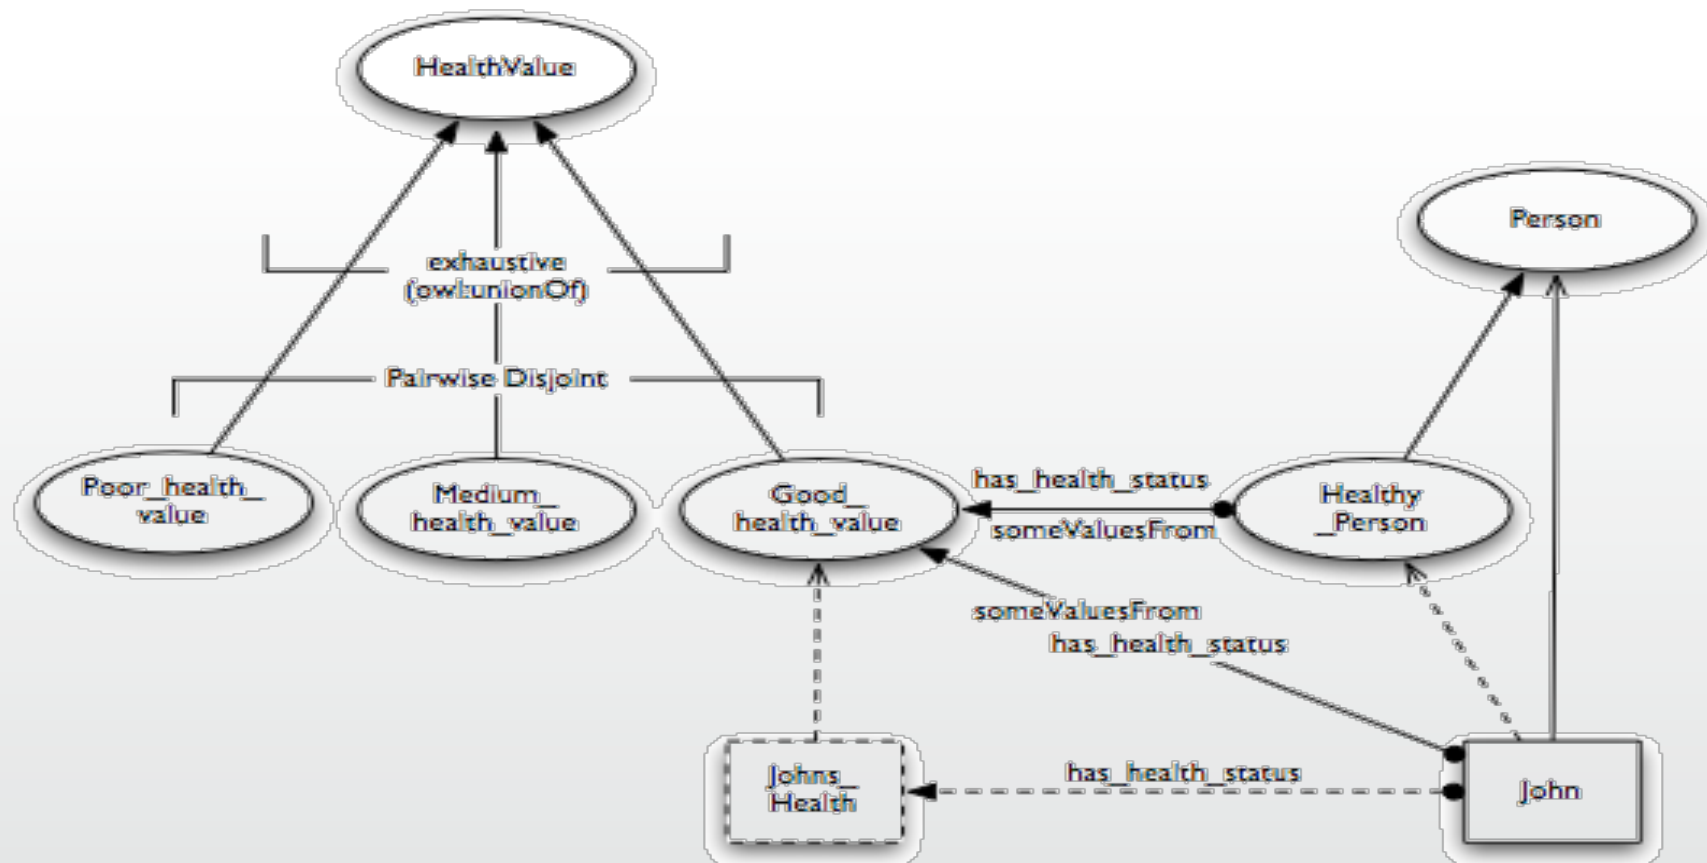 HealthValue
Person
exhaustive
(owl:unionOf)
Pairwise Disjoint
Poor_health_
value
Medium_
health_value
Good_
health_value
has_health_status
someValuesFrom
Healthy
_Person
someValuesFrom
has_health_status
Johns_
Health
has_health_status
John